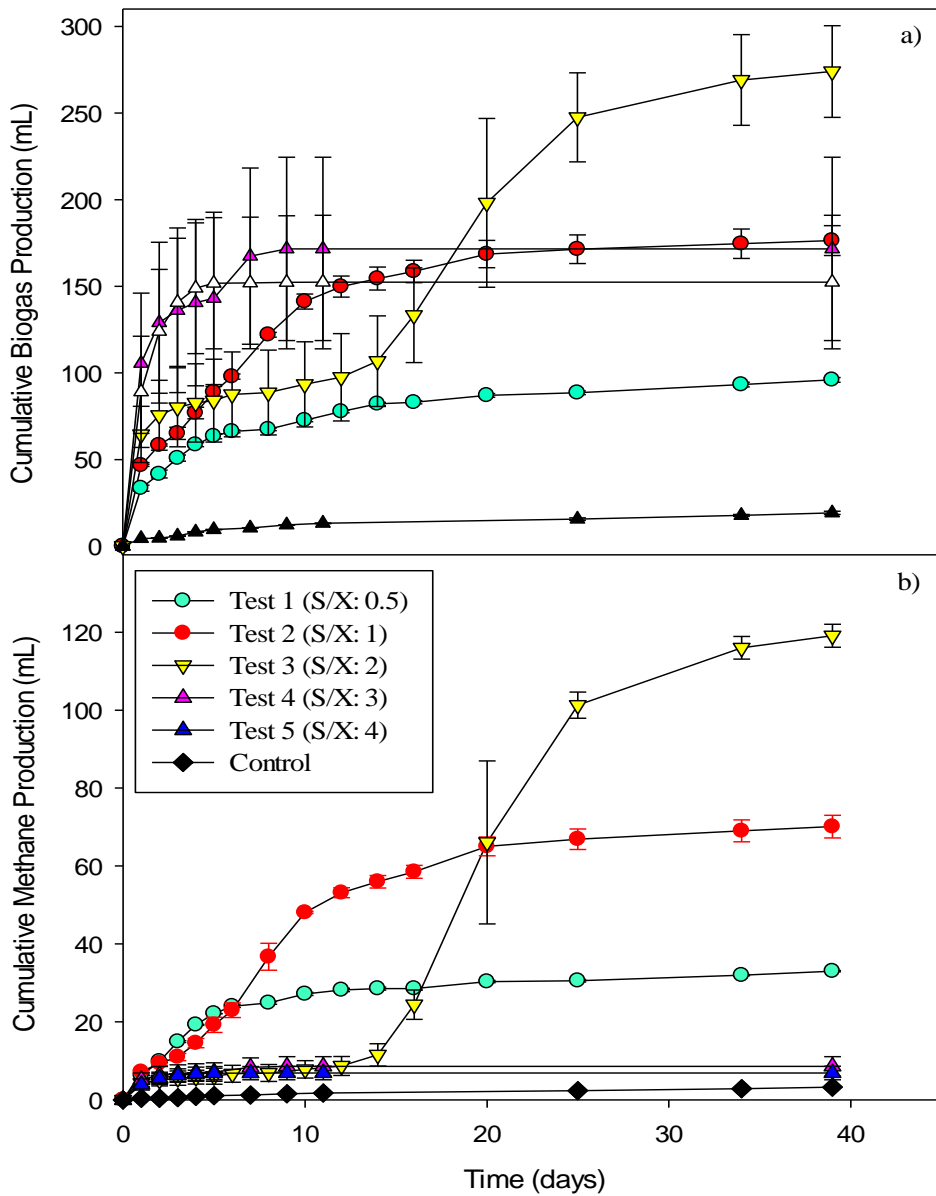 a)
Cumulative Biogas Production (mL)
300
250
200
150
100
50
0
b)
Cumulative Methane Production (mL)
120
100
80
60
40
20
0
Test 1 (S/X: 0.5)
Test 2 (S/X: 1)
Test 3 (S/X: 2)
Test 4 (S/X: 3)
Test 5 (S/X: 4)
Control
0 10 20 30 40
Time (days)